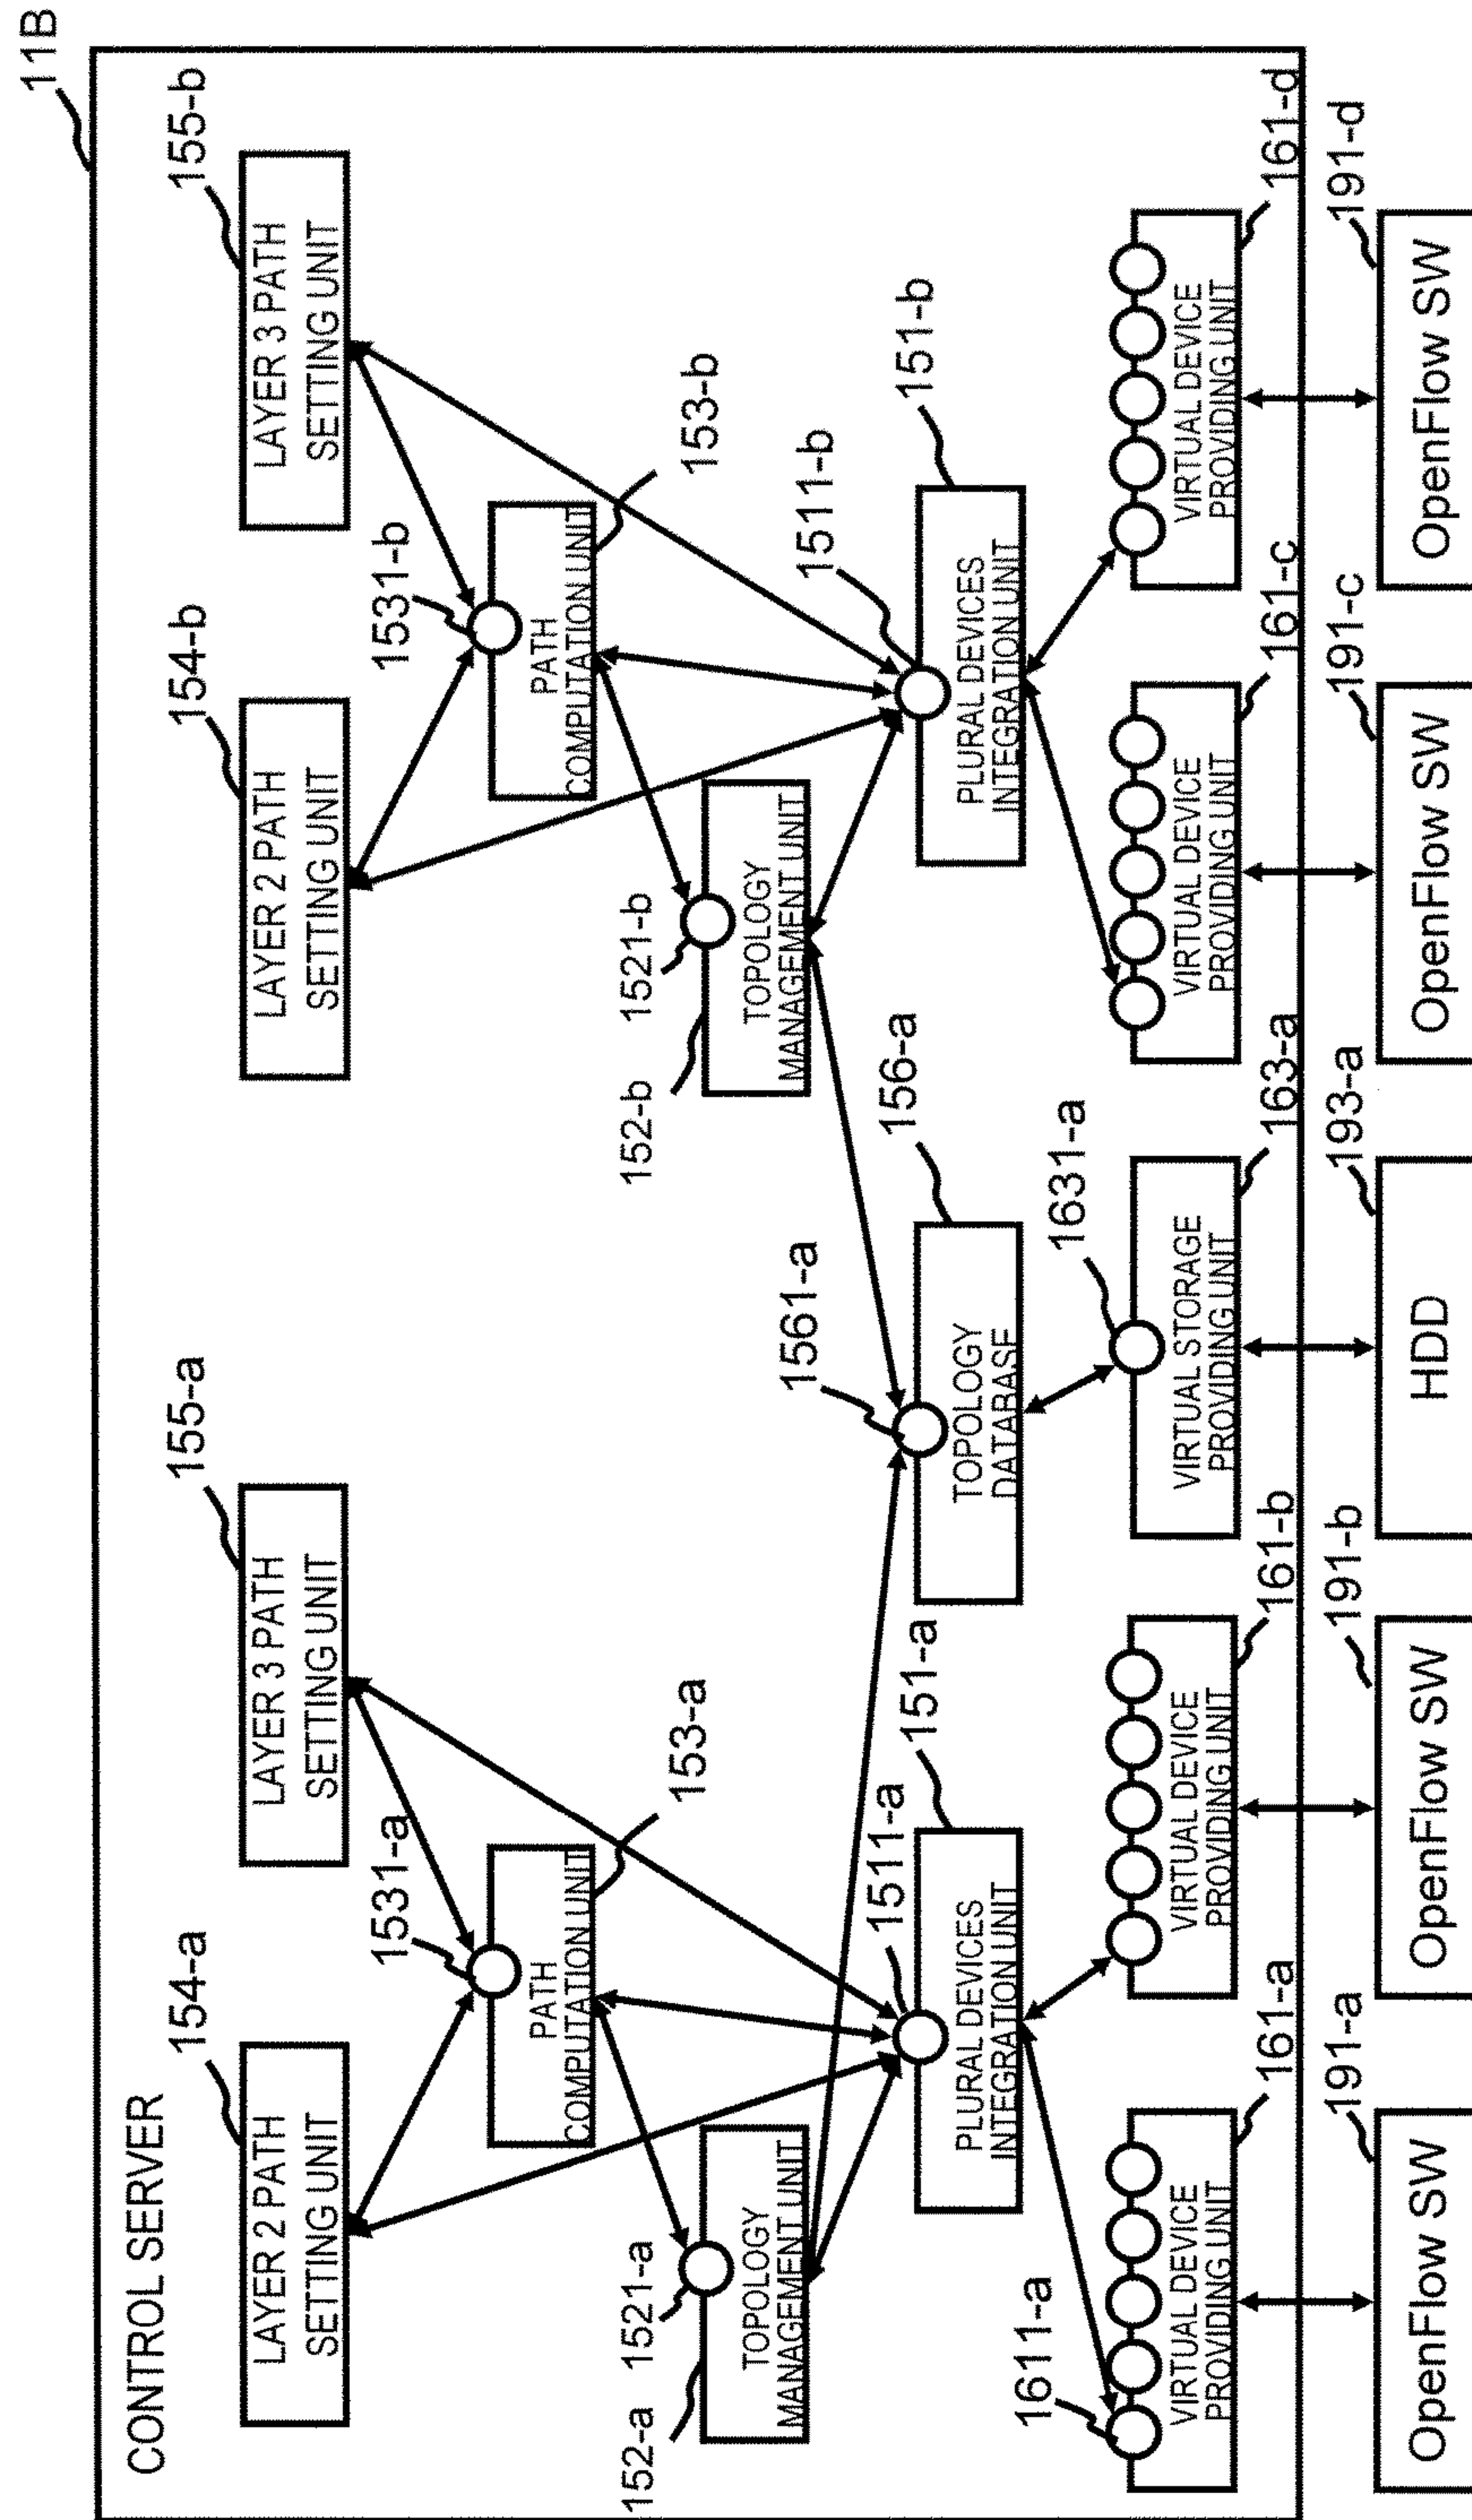 11B
CONTROL SERVER
154-a
155-a
154-b
155-b
LAYER 2 PATH
SETTING UNIT
LAYER 3 PATH
SETTING UNIT
LAYER 2 PATH
SETTING UNIT
LAYER 3 PATH
SETTING UNIT
1531-a
1531-b
PATH
COMPUTATION UNIT
153-a
PATH
COMPUTATION UNIT
153-b
152-a
1521-a
152-b
1521-b
TOPOLOGY
MANAGEMENT UNIT
TOPOLOGY
MANAGEMENT UNIT
1511-a
151-a
1561-a
156-a
1511-b
151-b
PLURAL DEVICES
INTEGRATION UNIT
TOPOLOGY
DATABASE
PLURAL DEVICES
INTEGRATION UNIT
1611-a
1631-a
VIRTUAL DEVICE
PROVIDING UNIT
VIRTUAL DEVICE
PROVIDING UNIT
VIRTUAL STORAGE
PROVIDING UNIT
VIRTUAL DEVICE
PROVIDING UNIT
VIRTUAL DEVICE
PROVIDING UNIT
161-a
161-b
163-a
161-c
161-d
191-a
191-b
193-a
191-c
191-d
OpenFlow SW
OpenFlow SW
HDD
OpenFlow SW
OpenFlow SW